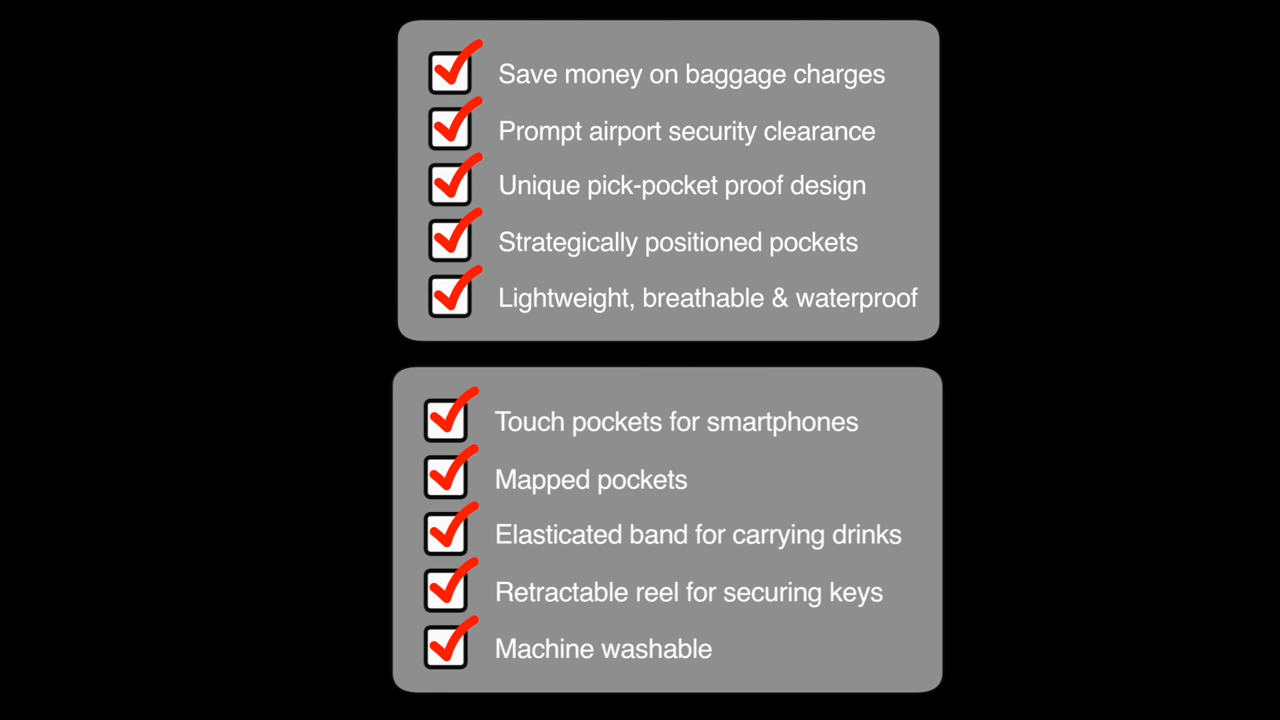 Save money on baggage charges
Prompt airport security clearance
Unique pick-pocket proof design
Strategically positioned pockets
Lightweight, breathable & waterproof
Touch pockets for smartphones
Mapped pockets
Elasticated band for carrying drinks
Retractable reel for securing keys
Machine washable